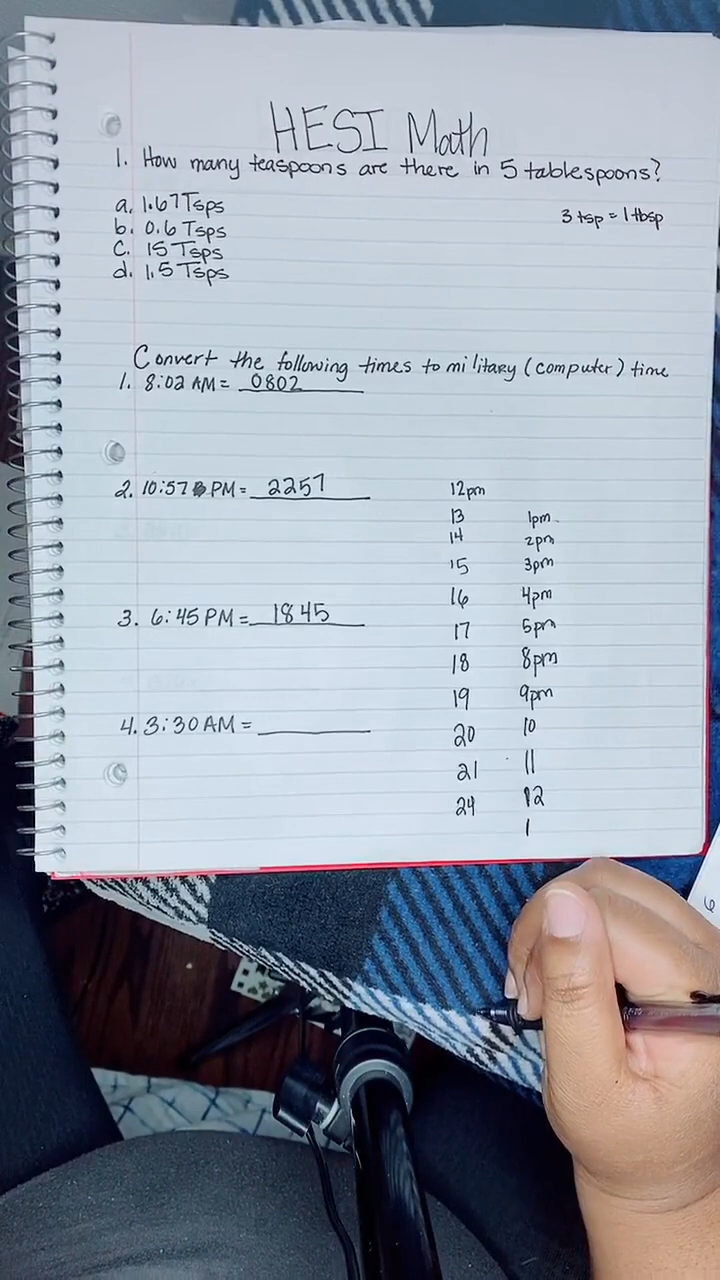 HESI Math
1. How many teaspoons are there in 5 tablespoons?
a. 1.67 Tsps
3 tsp = 1 tbsp
b. 0.6 Tsps
c. 15 Tsps
d. 1.5 Tsps
Convert the following times to military (computer) time
1. 8:02 AM = 0802
2. 10:57 PM = 2257
12pm
13 1pm
14 2pm
15 3pm
16 4pm
3. 6:45 PM = 1845
17 5pm
18 8pm
19 9pm
4. 3:30 AM = ____
20 10
21 11
24 12
1
6